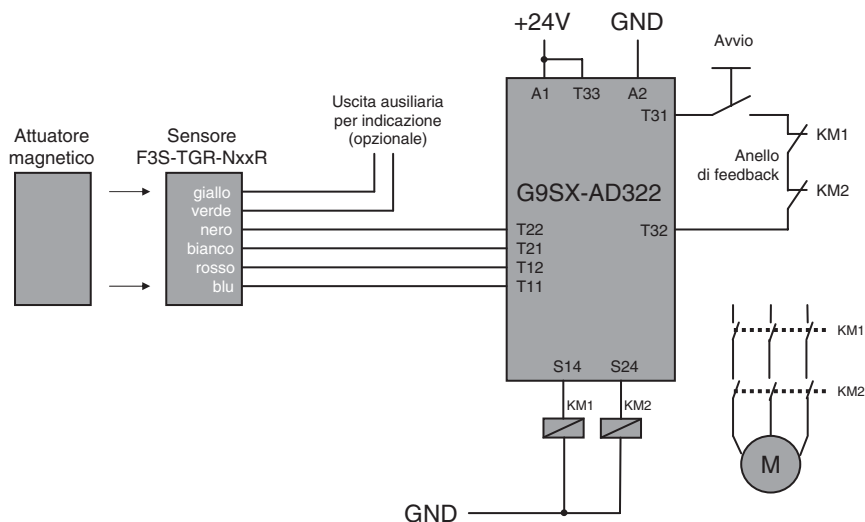 +24V
GND
Avvio
A1
T33
A2
T31
KM1
Anello
di feedback
KM2
Uscita ausiliaria
per indicazione
(opzionale)
Attuatore
magnetico
Sensore
F3S-TGR-NxxR
G9SX-AD322
giallo
verde
nero
bianco
rosso
blu
T22
T21
T12
T11
T32
S14
S24
KM1
KM2
KM1
KM2
M
GND